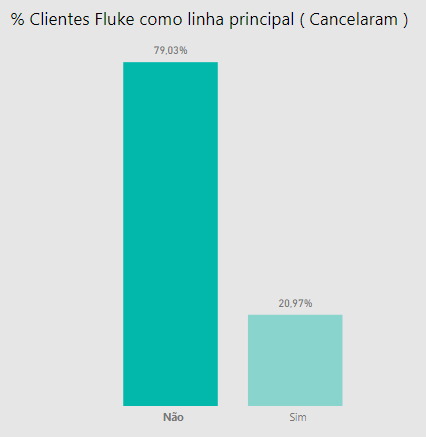 % Clientes Fluke como linha principal ( Cancelaram )
79,03%
20,97%
Não
Sim